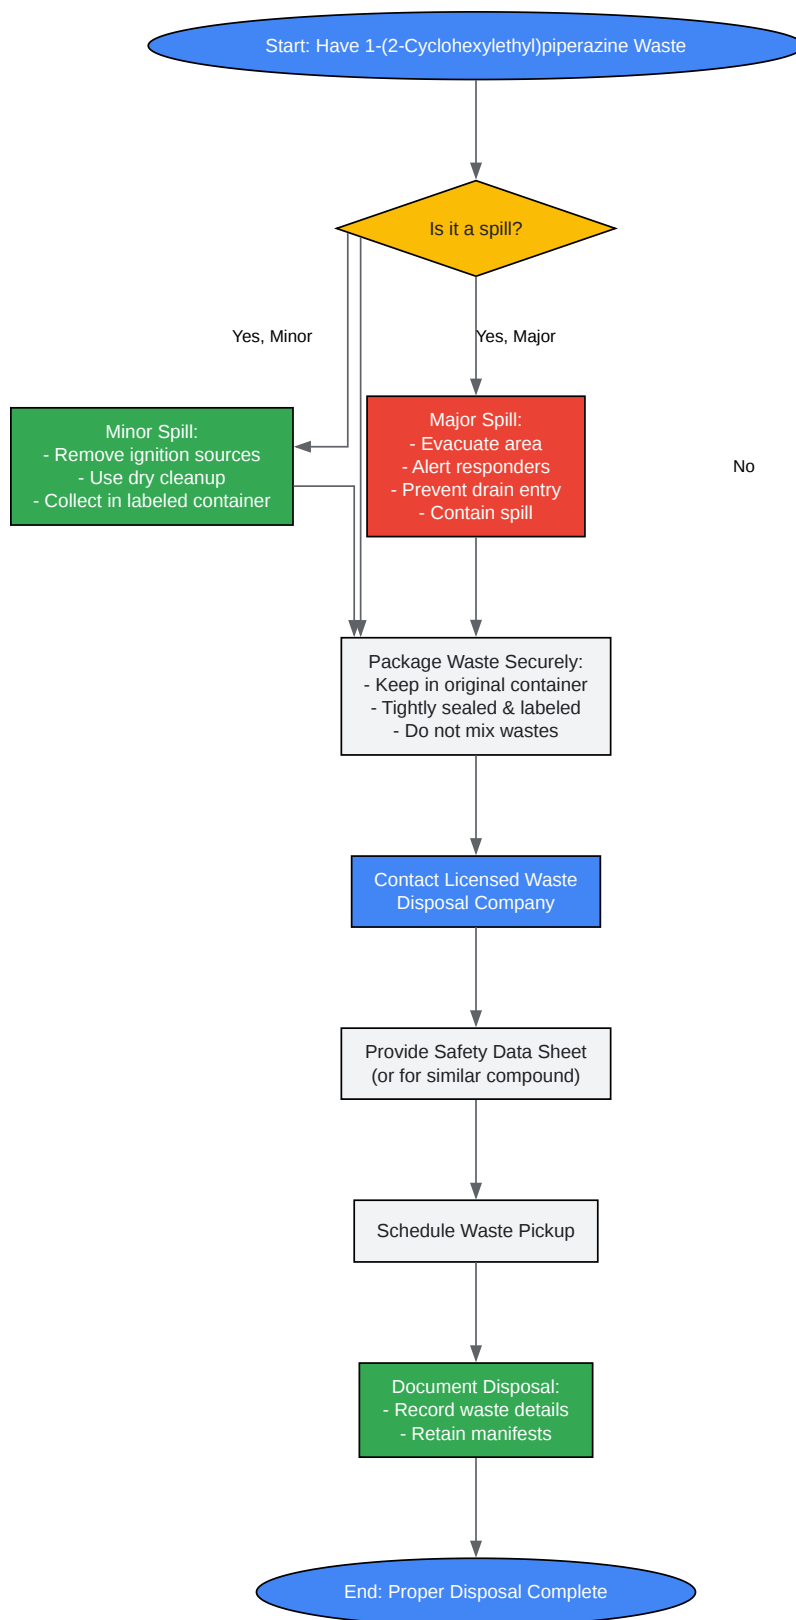 Start: Have 1-(2-Cyclohexylethyl)piperazine Waste
Is it a spill?
Yes, Minor
Yes, Major
Minor Spill:
- Remove ignition sources
- Use dry cleanup
- Collect in labeled container
Major Spill:
- Evacuate area
- Alert responders
- Prevent drain entry
- Contain spill
No
Package Waste Securely:
- Keep in original container
- Tightly sealed & labeled
- Do not mix wastes
Contact Licensed Waste
Disposal Company
Provide Safety Data Sheet
(or for similar compound)
Schedule Waste Pickup
Document Disposal:
- Record waste details
- Retain manifests
End: Proper Disposal Complete